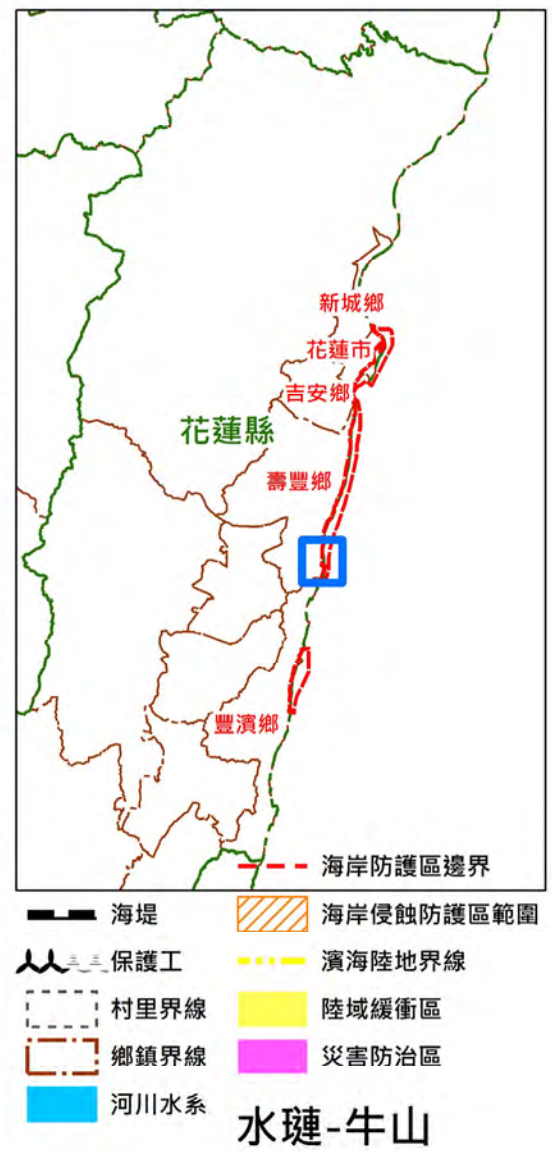 新城鄉
花蓮市
吉安鄉
花蓮縣
壽豐鄉
豐濱鄉
海岸防護區邊界
海堤
海岸侵蝕防護區範圍
保護工
濱海陸地界線
村里界線
陸域緩衝區
鄉鎮界線
災害防治區
河川水系
水璉-牛山